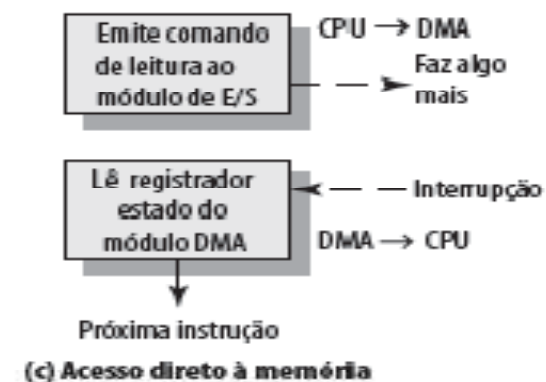 Emite comando
de leitura ao
módulo de E/S
CPU → DMA
Faz algo
mais
Lê registrador
estado do
módulo DMA
Interrupção
DMA → CPU
Próxima instrução
(c) Acesso direto à memória